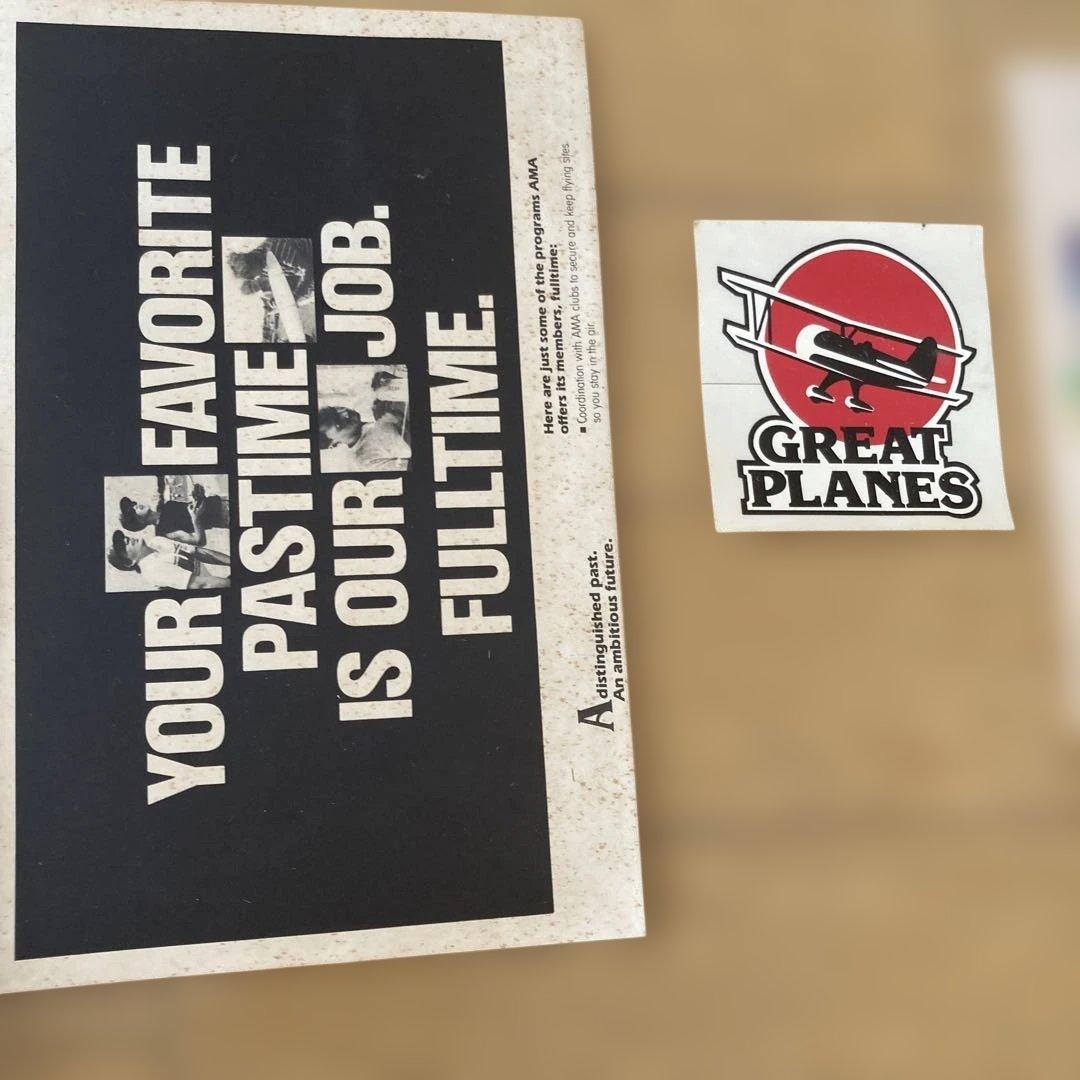 YOUR FAVORITE
PASTIME
IS OUR JOB.
FULLTIME.
Here are just some of the programs AMA
offers its members, fulltime:
■ Coordination with AMA clubs to secure and keep flying sites
so you stay in the air.
A distinguished past.
An ambitious future.
GREAT
PLANES